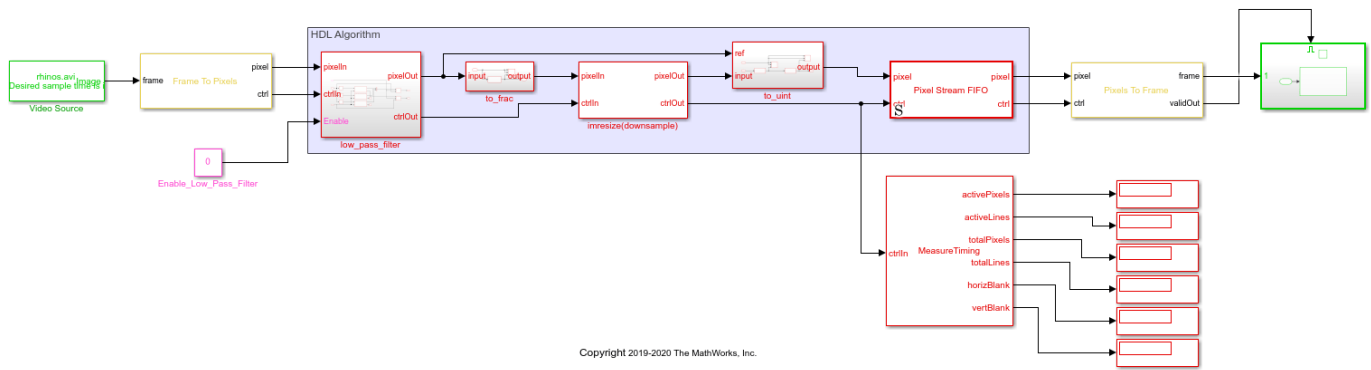 HDL Algorithm
rhinos.avi,
Image
Desired sample time is
Video Source
frame
Frame To Pixels
pixel
ctrl
pixelIn
ctrlIn
Enable
pixelOut
ctrlOut
low_pass_filter
0
Enable_Low_Pass_Filter
input
output
to_frac
pixelIn
ctrlIn
pixelOut
ctrlOut
imresize(downsample)
ref
input
output
to_uint
pixel
ctrl
S
Pixel Stream FIFO
pixel
ctrl
pixel
ctrl
Pixels To Frame
frame
validOut
1
ctrlIn
MeasureTiming
activePixels
activeLines
totalPixels
totalLines
horizBlank
vertBlank
Copyright 2019-2020 The MathWorks, Inc.